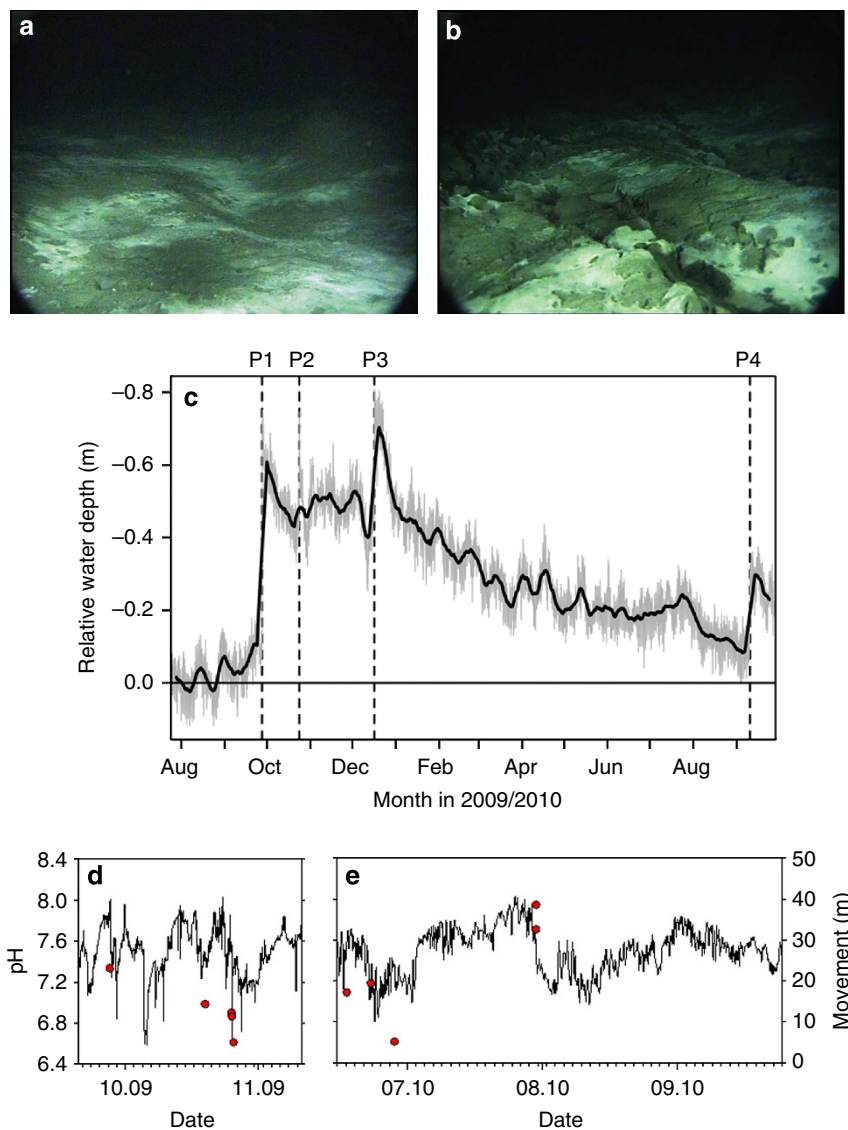 a
b
P1 P2 P3 P4
c
–0.8
–0.6
–0.4
–0.2
0.0
Relative water depth (m)
Aug Oct Dec Feb Apr Jun Aug
Month in 2009/2010
d
e
8.4
8.0
7.6
7.2
6.8
6.4
pH
50
40
30
20
10
0
Movement (m)
10.09 11.09
07.10 08.10 09.10
Date
Date